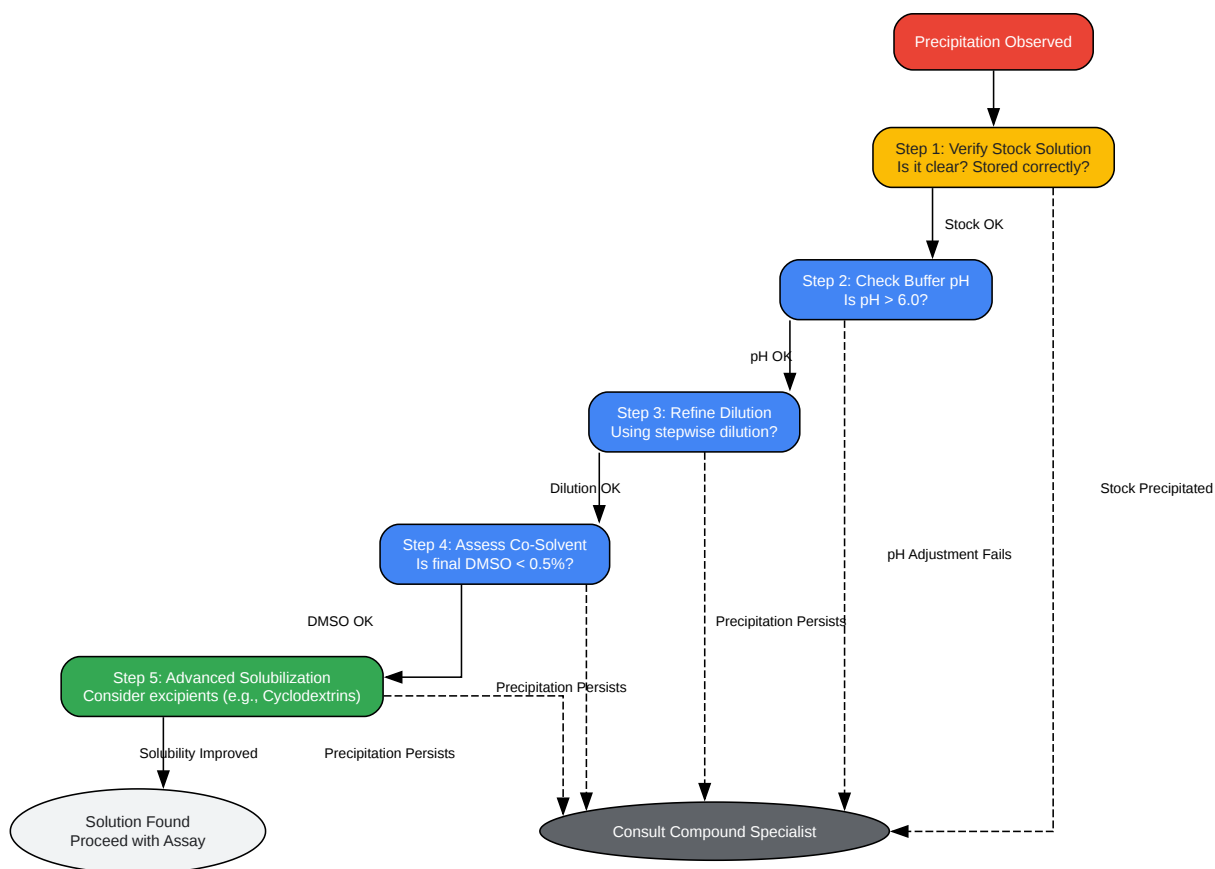 Precipitation Observed
Step 1: Verify Stock Solution
Is it clear? Stored correctly?
Stock OK
Step 2: Check Buffer pH
Is pH > 6.0?
pH OK
Step 3: Refine Dilution
Using stepwise dilution?
Dilution OK
Stock Precipitated
Step 4: Assess Co-Solvent
Is final DMSO < 0.5%?
pH Adjustment Fails
DMSO OK
Precipitation Persists
Step 5: Advanced Solubilization
Consider excipients (e.g., Cyclodextrins)
Precipitation Persists
Solubility Improved
Precipitation Persists
Solution Found
Proceed with Assay
Consult Compound Specialist